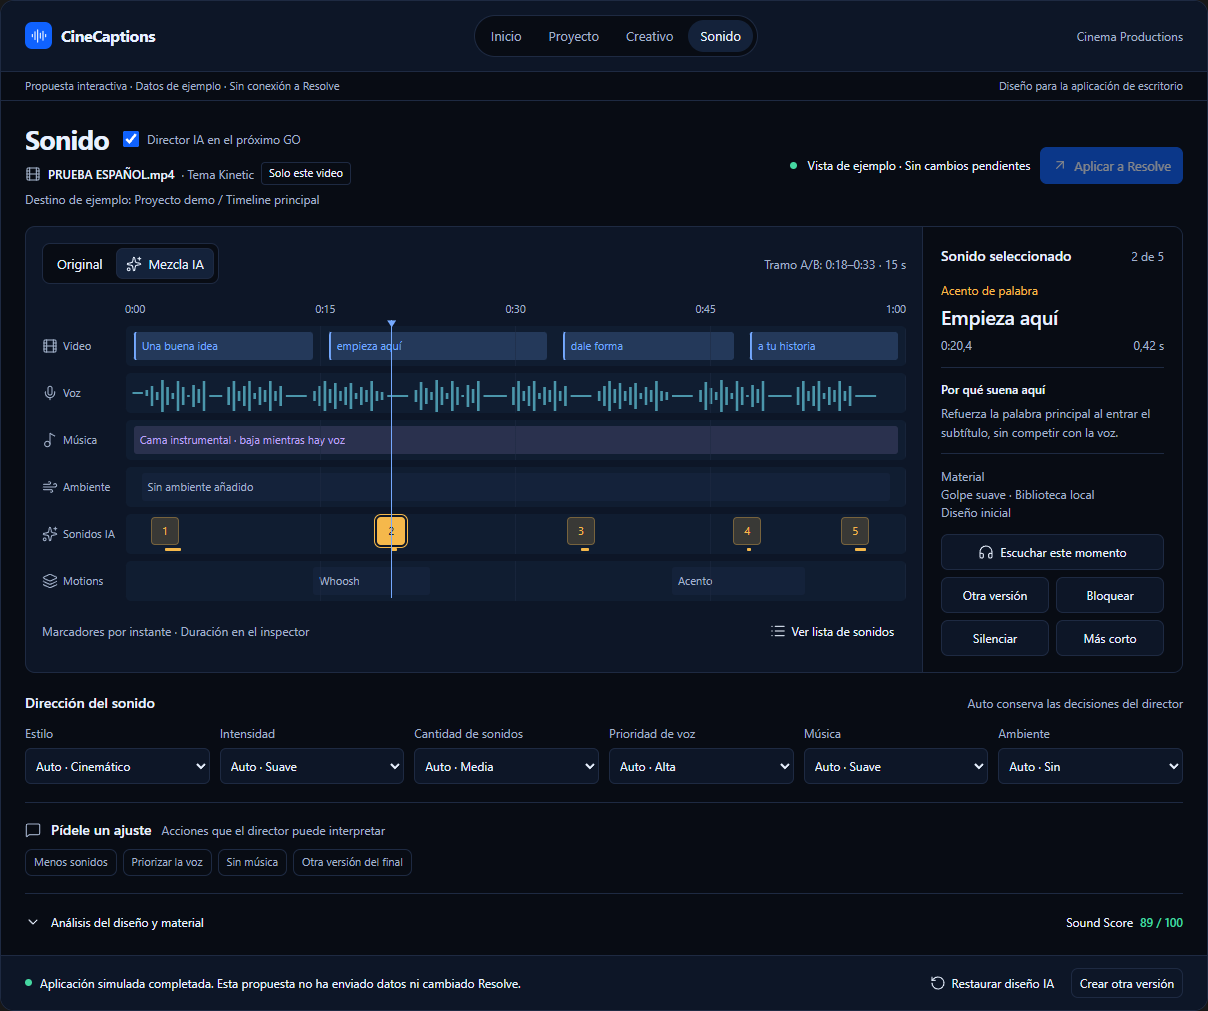 CineCaptions
Inicio Proyecto Creativo Sonido
Cinema Productions
Propuesta interactiva · Datos de ejemplo · Sin conexión a Resolve
Diseño para la aplicación de escritorio
Sonido
Director IA en el próximo GO
PRUEBA ESPAÑOL.mp4 · Tema Kinetic Solo este video
Destino de ejemplo: Proyecto demo / Timeline principal
Vista de ejemplo · Sin cambios pendientes
Aplicar a Resolve
Original Mezcla IA
Tramo A/B: 0:18–0:33 · 15 s
0:00 0:15 0:30 0:45 1:00
Video Una buena idea empieza aquí dale forma a tu historia
Voz
Música Cama instrumental · baja mientras hay voz
Ambiente Sin ambiente añadido
Sonidos IA 1 2 3 4 5
Motions Whoosh Acento
Marcadores por instante · Duración en el inspector
Ver lista de sonidos
Sonido seleccionado 2 de 5
Acento de palabra
Empieza aquí
0:20,4 0,42 s
Por qué suena aquí
Refuerza la palabra principal al entrar el
subtítulo, sin competir con la voz.
Material
Golpe suave · Biblioteca local
Diseño inicial
Escuchar este momento
Otra versión Bloquear
Silenciar Más corto
Dirección del sonido
Auto conserva las decisiones del director
Estilo Intensidad Cantidad de sonidos Prioridad de voz Música Ambiente
Auto · Cinemático Auto · Suave Auto · Media Auto · Alta Auto · Suave Auto · Sin
Pídele un ajuste Acciones que el director puede interpretar
Menos sonidos Priorizar la voz Sin música Otra versión del final
Análisis del diseño y material
Sound Score 89 / 100
Aplicación simulada completada. Esta propuesta no ha enviado datos ni cambiado Resolve.
Restaurar diseño IA Crear otra versión